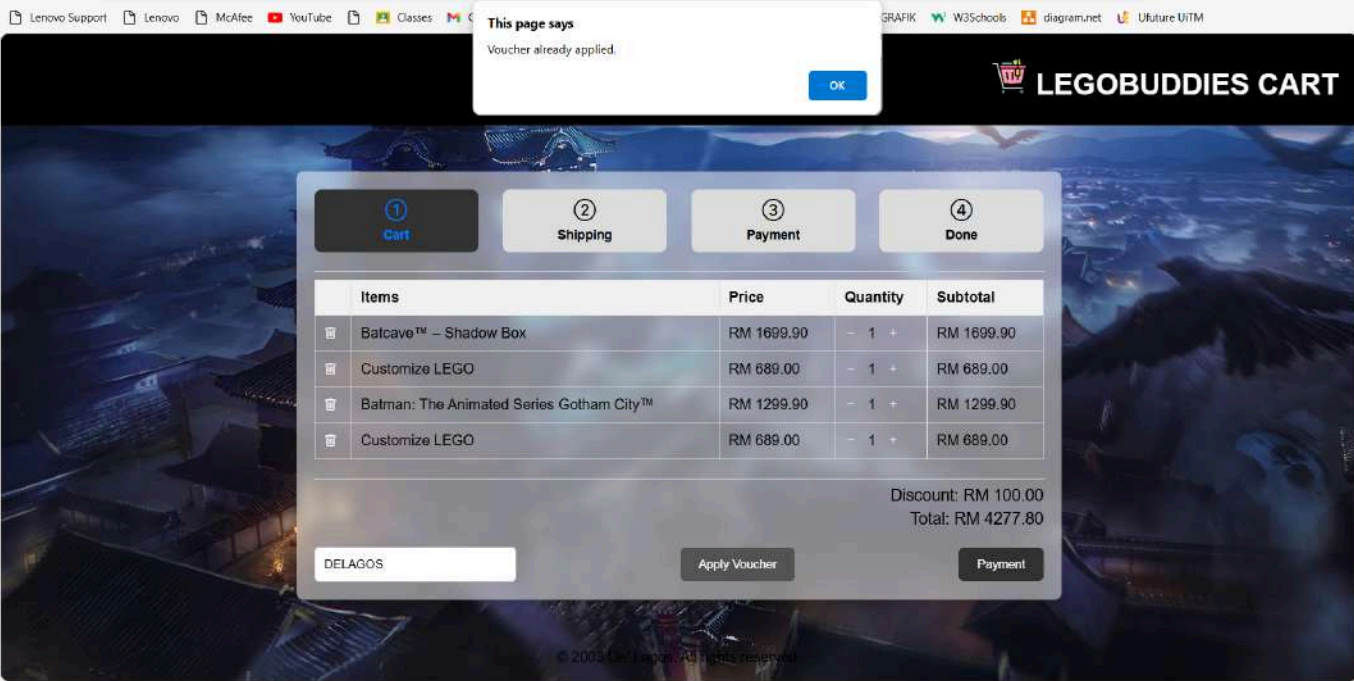 Lenovo Support Lenovo McAfee YouTube Classes GRAFIK W3Schools diagram.net Ufuture UiTM
This page says
Voucher already applied.
OK
LEGOBUDDIES CART
1 2 3 4
Cart Shipping Payment Done
Items Price Quantity Subtotal
Batcave™ – Shadow Box RM 1699.90 − 1 + RM 1699.90
Customize LEGO RM 689.00 − 1 + RM 689.00
Batman: The Animated Series Gotham City™ RM 1299.90 − 1 + RM 1299.90
Customize LEGO RM 689.00 − 1 + RM 689.00
Discount: RM 100.00
Total: RM 4277.80
DELAGOS Apply Voucher Payment
© 2003 De' Lagos. All rights reserved.